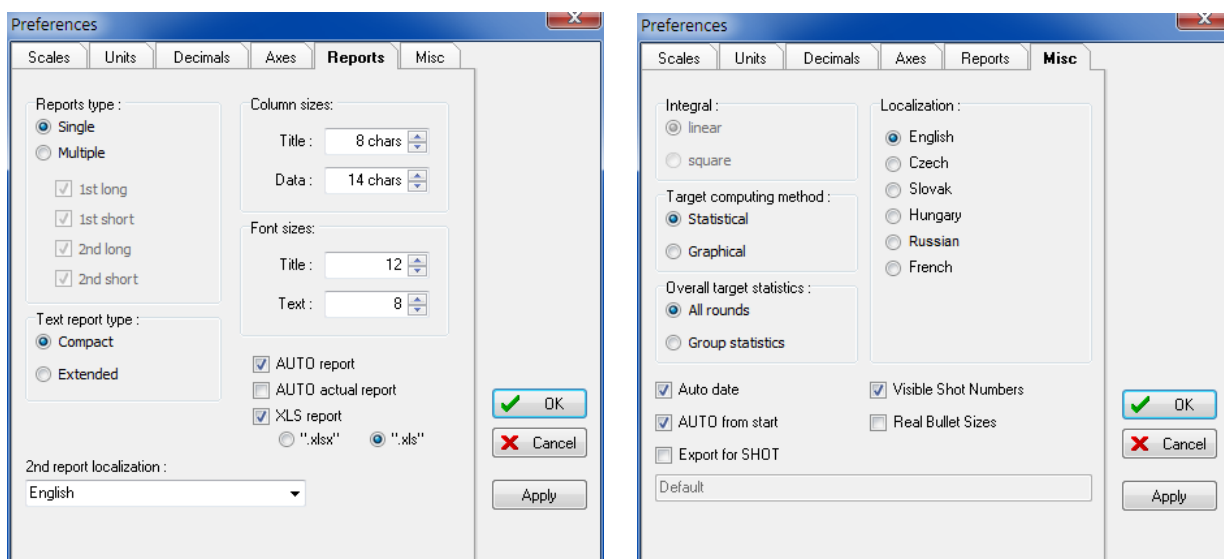 Preferences
Scales Units Decimals Axes Reports Misc
Reports type :
Single
Multiple
1st long
1st short
2nd long
2nd short
Text report type :
Compact
Extended
Column sizes:
Title : 8 chars
Data : 14 chars
Font sizes:
Title : 12
Text : 8
AUTO report
AUTO actual report
XLS report
".xlsx" ".xls"
2nd report localization :
English
OK
Cancel
Apply
Preferences
Scales Units Decimals Axes Reports Misc
Integral :
linear
square
Target computing method :
Statistical
Graphical
Overall target statistics :
All rounds
Group statistics
Localization :
English
Czech
Slovak
Hungary
Russian
French
Auto date
AUTO from start
Export for SHOT
Visible Shot Numbers
Real Bullet Sizes
Default
OK
Cancel
Apply